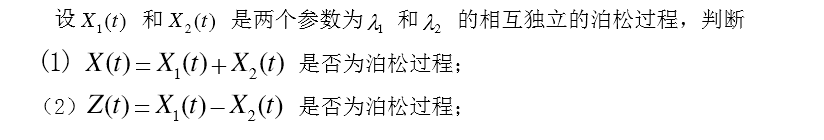 设 X₁(t) 和 X₂(t) 是两个参数为 λ₁ 和 λ₂ 的相互独立的泊松过程，判断
(1) X(t)=X₁(t)+X₂(t) 是否为泊松过程；
（2）Z(t)=X₁(t)−X₂(t) 是否为泊松过程；